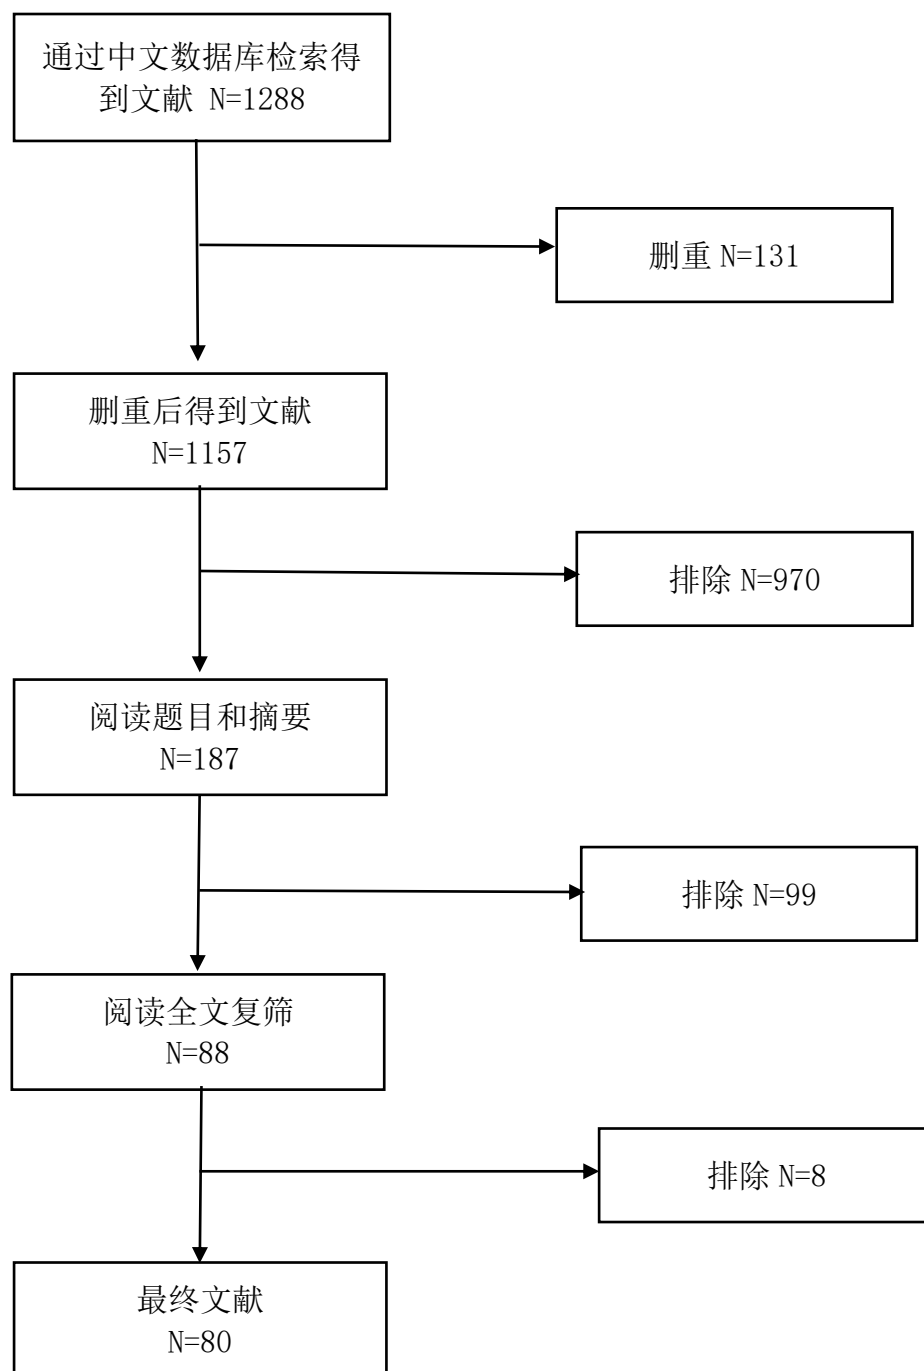 通过中文数据库检索得
到文献 N=1288
删重 N=131
删重后得到文献
N=1157
排除 N=970
阅读题目和摘要
N=187
排除 N=99
阅读全文复筛
N=88
排除 N=8
最终文献
N=80